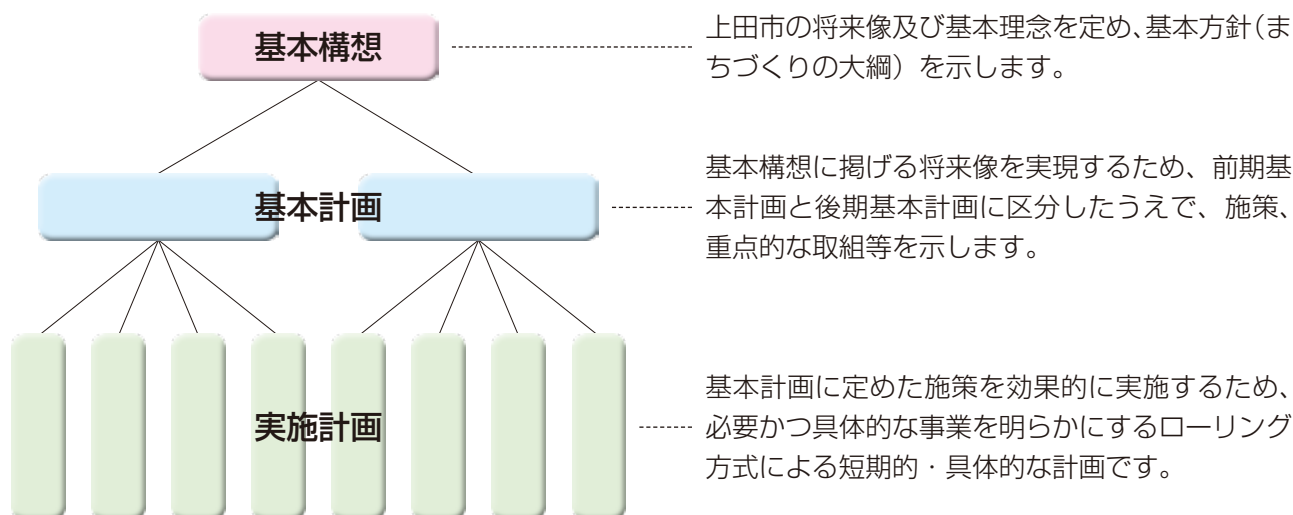 基本構想
上田市の将来像及び基本理念を定め、基本方針（ま
ちづくりの大綱）を示します。
基本計画
基本構想に掲げる将来像を実現するため、前期基
本計画と後期基本計画に区分したうえで、施策、
重点的な取組等を示します。
実施計画
基本計画に定めた施策を効果的に実施するため、
必要かつ具体的な事業を明らかにするローリング
方式による短期的・具体的な計画です。